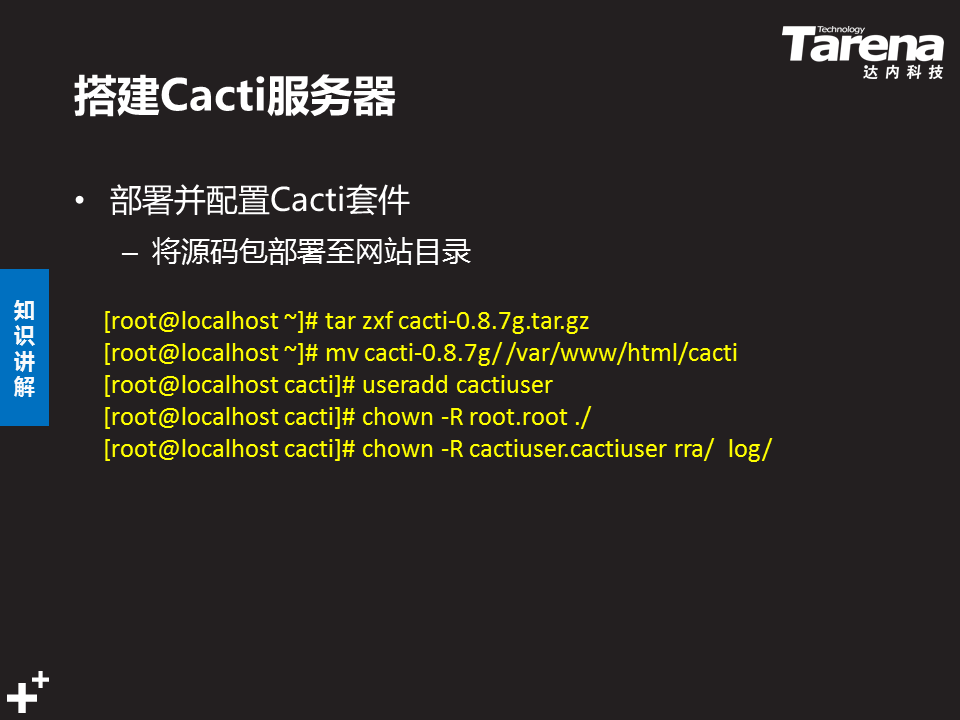 Technology
Tarena
达内科技
搭建Cacti服务器
• 部署并配置Cacti套件
– 将源码包部署至网站目录
知识讲解
[root@localhost ~]# tar zxf cacti-0.8.7g.tar.gz
[root@localhost ~]# mv cacti-0.8.7g/ /var/www/html/cacti
[root@localhost cacti]# useradd cactiuser
[root@localhost cacti]# chown -R root.root ./
[root@localhost cacti]# chown -R cactiuser.cactiuser rra/ log/